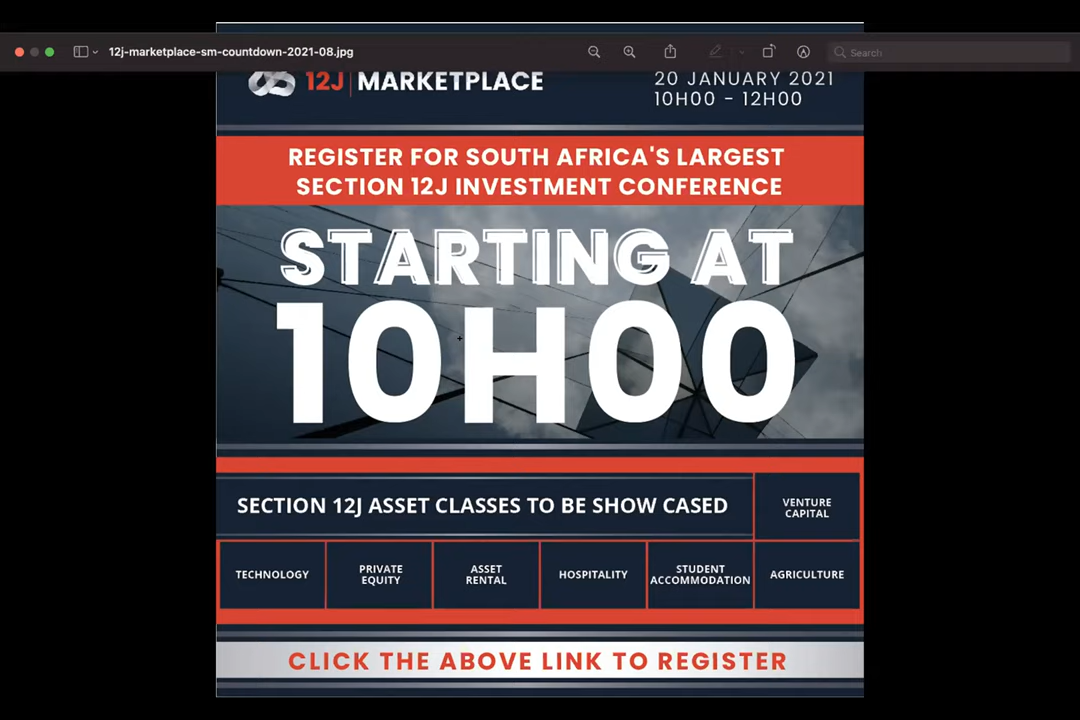 12j-marketplace-sm-countdown-2021-08.jpg
Search
12J MARKETPLACE
20 JANUARY 2021
10H00 - 12H00
REGISTER FOR SOUTH AFRICA'S LARGEST
SECTION 12J INVESTMENT CONFERENCE
STARTING AT
10H00
SECTION 12J ASSET CLASSES TO BE SHOW CASED
VENTURE
CAPITAL
TECHNOLOGY
PRIVATE
EQUITY
ASSET
RENTAL
HOSPITALITY
STUDENT
ACCOMMODATION
AGRICULTURE
CLICK THE ABOVE LINK TO REGISTER